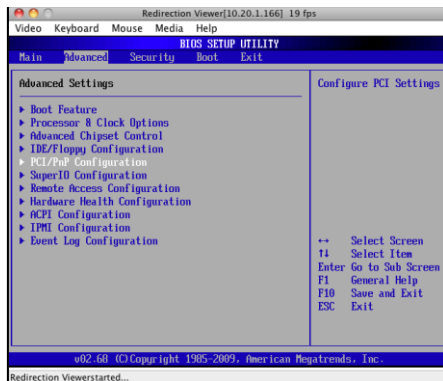 Redirection Viewer[10.20.1.166] 19 fps
Video Keyboard Mouse Media Help
BIOS SETUP UTILITY
Main Advanced Security Boot Exit
Advanced Settings
Configure PCI Settings
Boot Feature
Processor & Clock Options
Advanced Chipset Control
IDE/Floppy Configuration
PCI/PnP Configuration
SuperIO Configuration
Remote Access Configuration
Hardware Health Configuration
ACPI Configuration
IPMI Configuration
Event Log Configuration
↔ Select Screen
↑↓ Select Item
Enter Go to Sub Screen
F1 General Help
F10 Save and Exit
ESC Exit
v02.68 (C)Copyright 1985-2009, American Megatrends, Inc.
Redirection Viewerstarted...